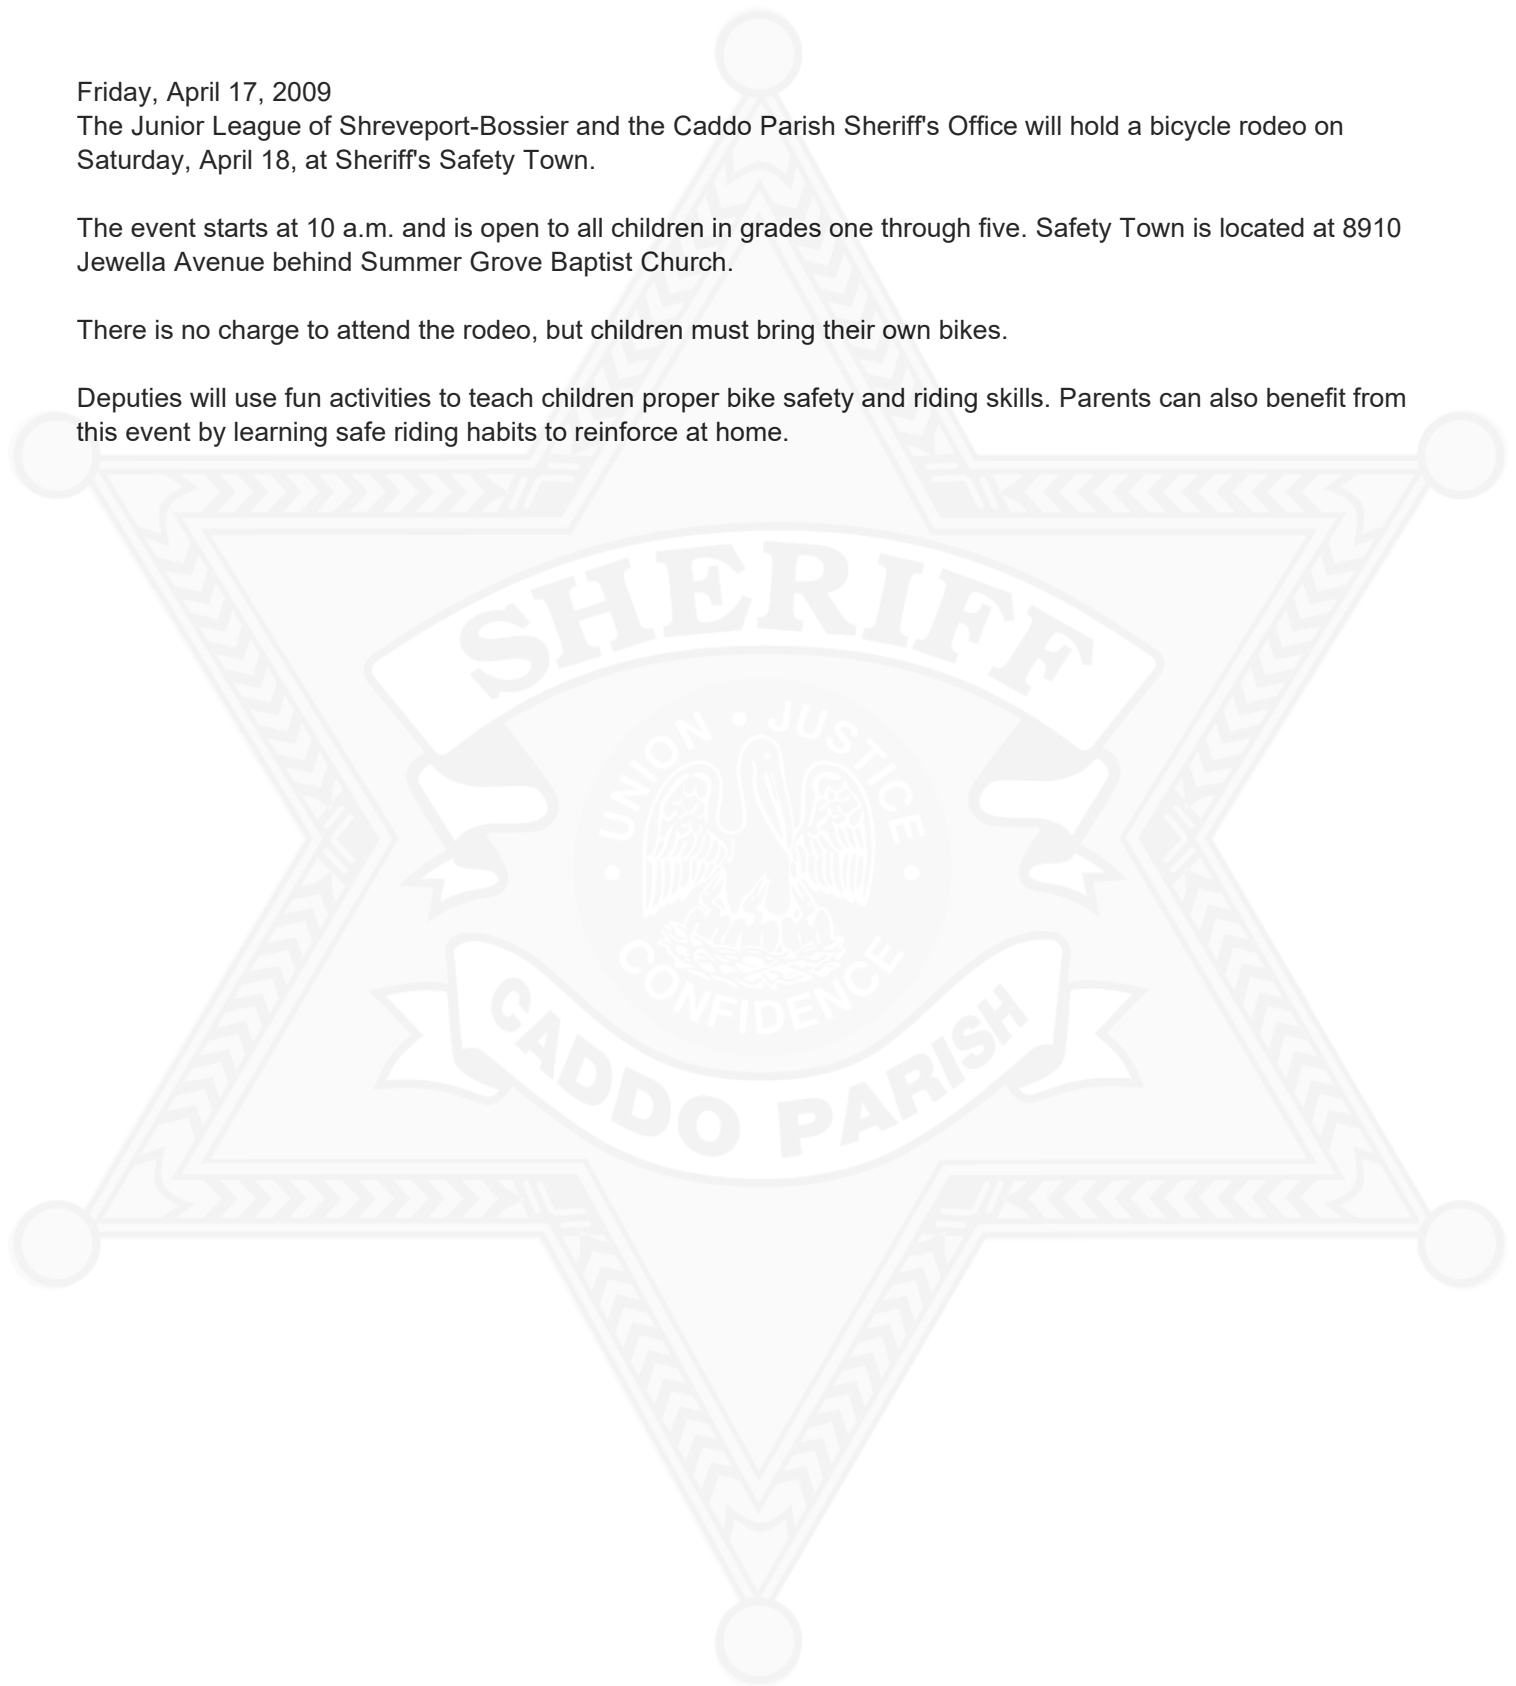 Friday, April 17, 2009
The Junior League of Shreveport-Bossier and the Caddo Parish Sheriff's Office will hold a bicycle rodeo on
Saturday, April 18, at Sheriff's Safety Town.
The event starts at 10 a.m. and is open to all children in grades one through five. Safety Town is located at 8910
Jewella Avenue behind Summer Grove Baptist Church.
There is no charge to attend the rodeo, but children must bring their own bikes.
Deputies will use fun activities to teach children proper bike safety and riding skills. Parents can also benefit from
this event by learning safe riding habits to reinforce at home.
SHERIFF
UNION • JUSTICE
• CONFIDENCE •
CADDO PARISH